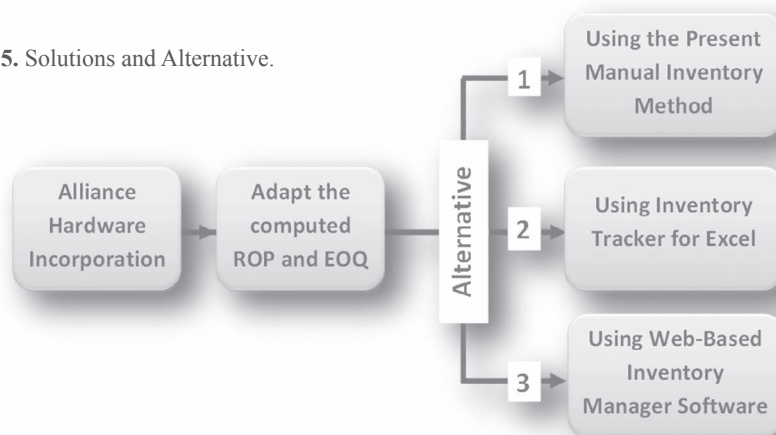 5. Solutions and Alternative.
Alliance
Hardware
Incorporation
Adapt the
computed
ROP and EOQ
Alternative
1
Using the Present
Manual Inventory
Method
2
Using Inventory
Tracker for Excel
3
Using Web-Based
Inventory
Manager Software